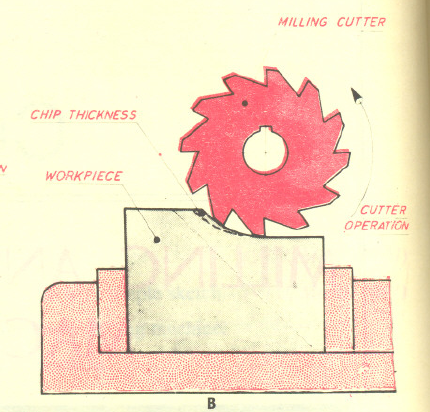 MILLING CUTTER
CHIP THICKNESS
WORKPIECE
CUTTER
OPERATION
B